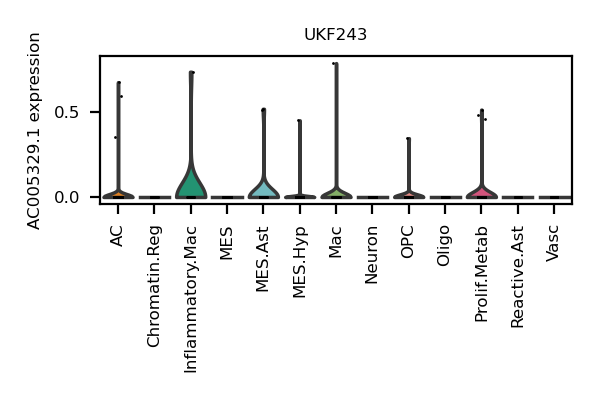 UKF243
AC005329.1 expression
0.5
0.0
AC
Chromatin.Reg
Inflammatory.Mac
MES
MES.Ast
MES.Hyp
Mac
Neuron
OPC
Oligo
Prolif.Metab
Reactive.Ast
Vasc